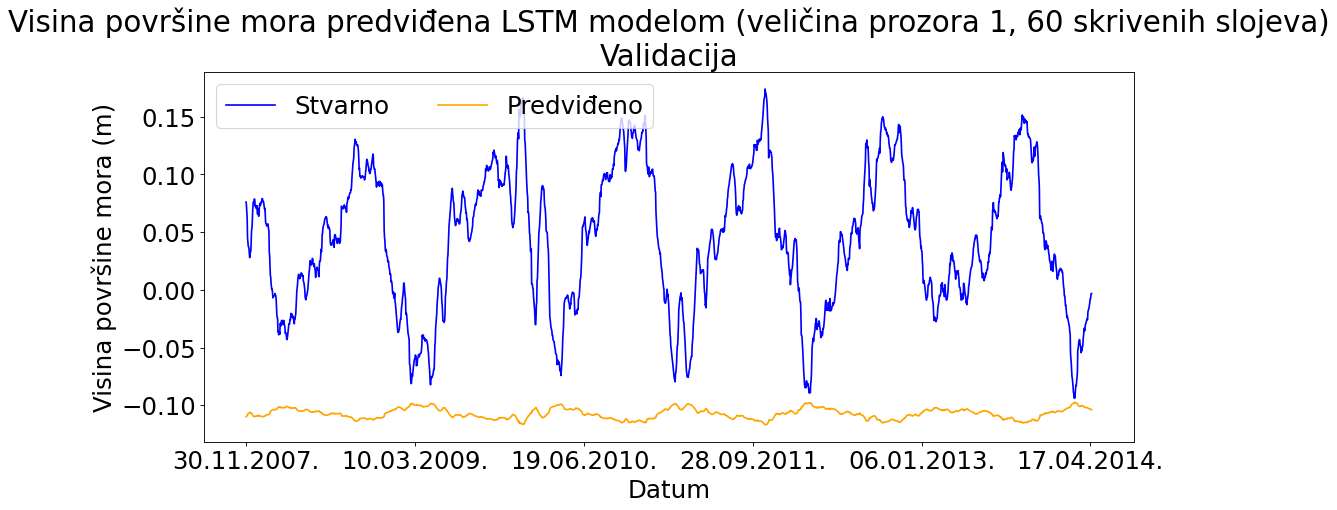 Visina površine mora predviđena LSTM modelom (veličina prozora 1, 60 skrivenih slojeva)
Validacija
Stvarno
Predviđeno
Visina površine mora (m)
0.15
0.10
0.05
0.00
−0.05
−0.10
30.11.2007.
10.03.2009.
19.06.2010.
28.09.2011.
06.01.2013.
17.04.2014.
Datum